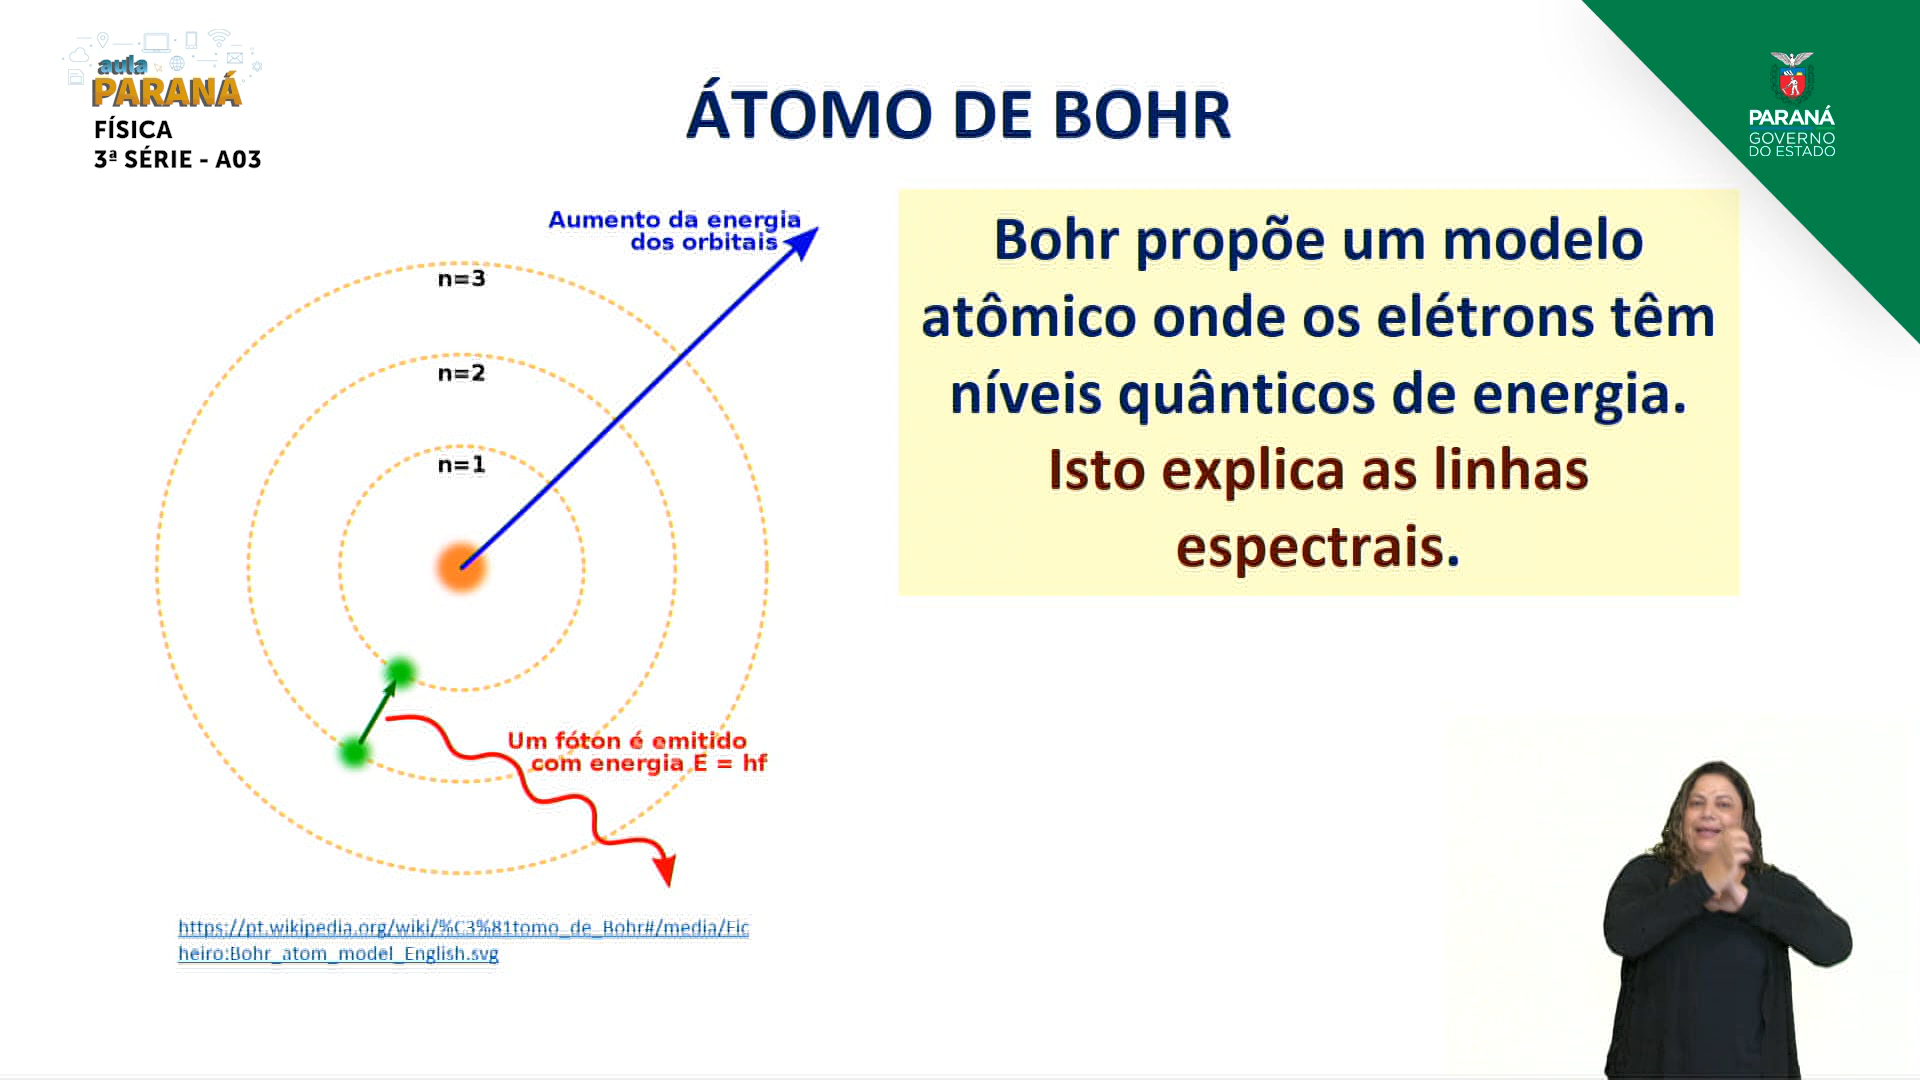 aula
PARANÁ
FÍSICA
3ª SÉRIE - A03
ÁTOMO DE BOHR
PARANÁ
GOVERNO
DO ESTADO
Aumento da energia
dos orbitais
n=3
n=2
n=1
Um fóton é emitido
com energia E = hf
Bohr propõe um modelo
atômico onde os elétrons têm
níveis quânticos de energia.
Isto explica as linhas
espectrais.
https://pt.wikipedia.org/wiki/%C3%81tomo_de_Bohr#/media/Fic
heiro:Bohr_atom_model_English.svg